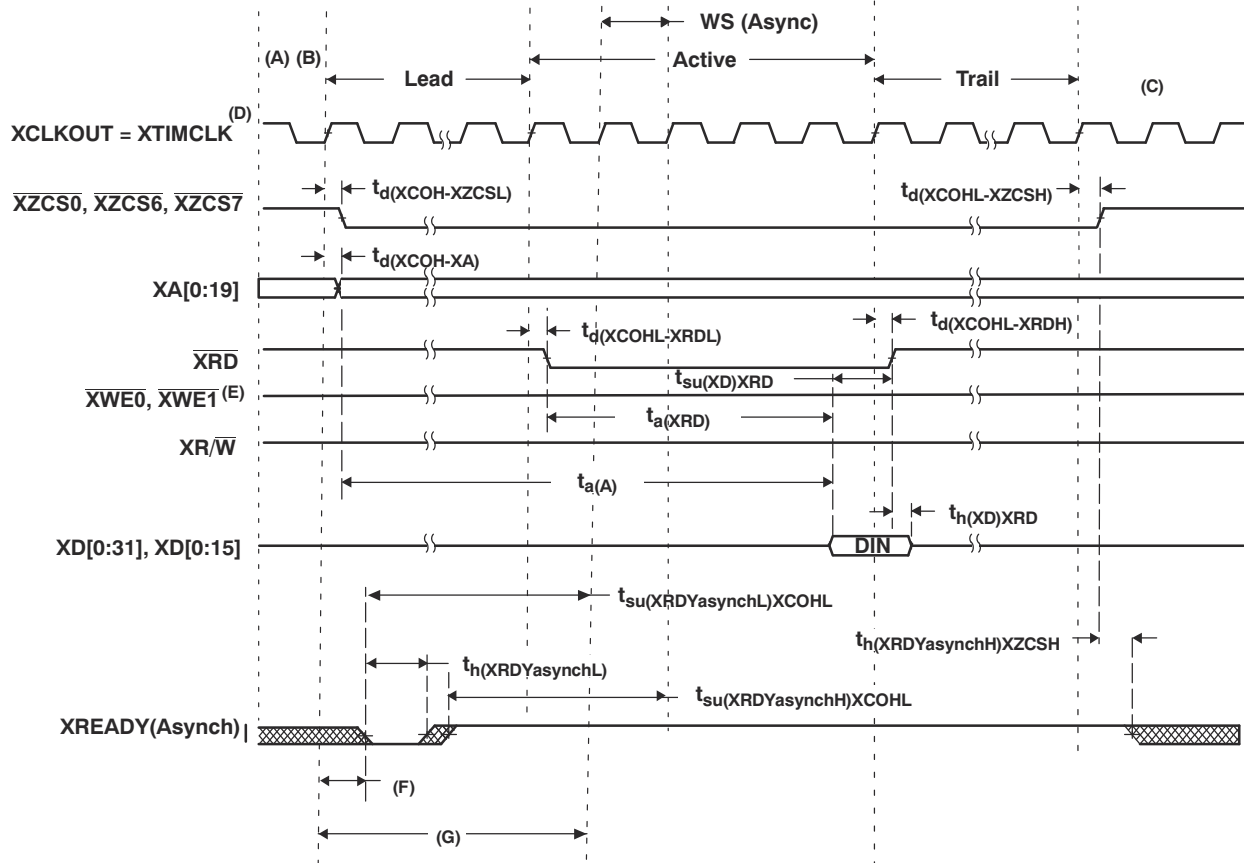 WS (Async)
(A) (B)
Lead
Active
Trail
(C)
XCLKOUT = XTIMCLK(D)
XZCS0, XZCS6, XZCS7
td(XCOH-XZCSL)
td(XCOHL-XZCSH)
td(XCOH-XA)
XA[0:19]
td(XCOHL-XRDL)
td(XCOHL-XRDH)
XRD
tsu(XD)XRD
XWE0, XWE1(E)
ta(XRD)
XR/W
ta(A)
th(XD)XRD
XD[0:31], XD[0:15]
DIN
tsu(XRDYasynchL)XCOHL
th(XRDYasynchH)XZCSH
th(XRDYasynchL)
tsu(XRDYasynchH)XCOHL
XREADY(Asynch)
(F)
(G)